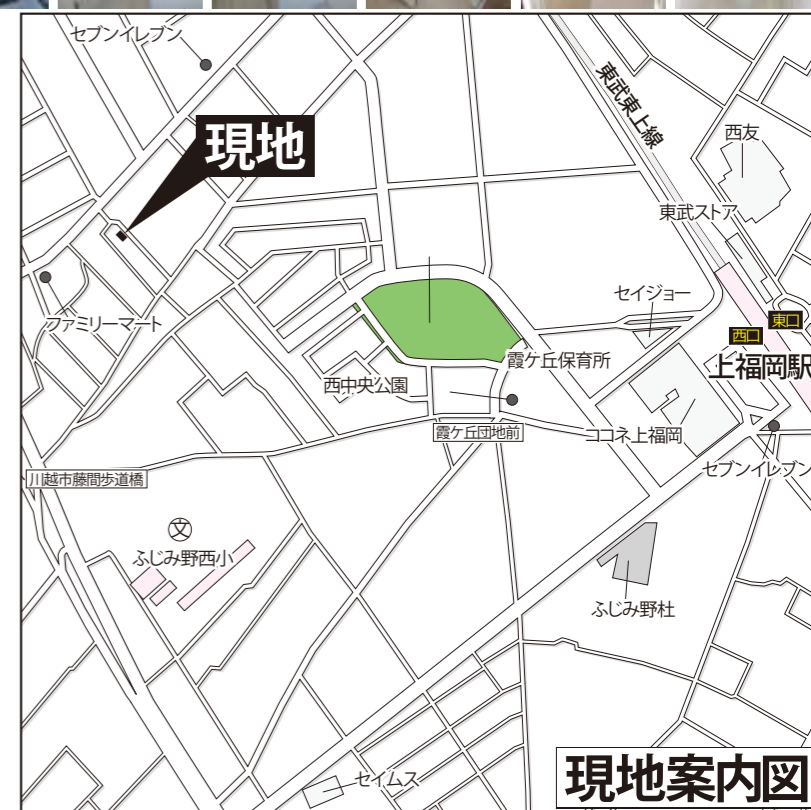 セブンイレブン
東武東上線
現地
西友
東武ストア
セイジョー
東口
ファミリーマート
西口
上福岡駅
霞ケ丘保育所
西中央公園
霞ケ丘団地前
ココネ上福岡
セブンイレブン
川越市藤間歩道橋
文
ふじみ野西小
ふじみ野杜
セイムス
現地案内図